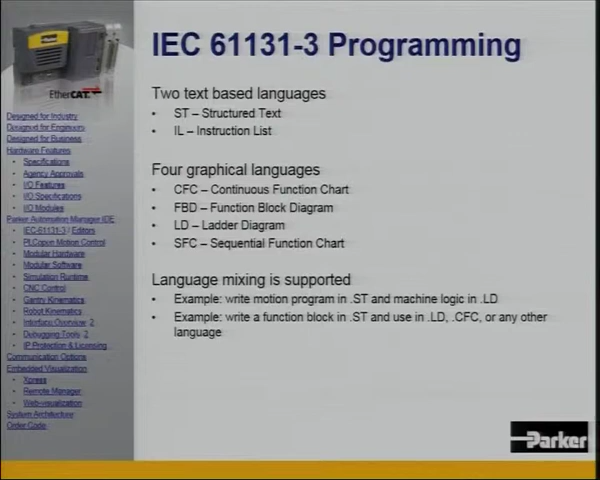 Parker
EtherCAT
IEC 61131-3 Programming
Two text based languages
• ST – Structured Text
• IL – Instruction List
Four graphical languages
• CFC – Continuous Function Chart
• FBD – Function Block Diagram
• LD – Ladder Diagram
• SFC – Sequential Function Chart
Language mixing is supported
• Example: write motion program in .ST and machine logic in .LD
• Example: write a function block in .ST and use in .LD, .CFC, or any other
language
Designed for Industry
Designed for Engineers
Designed for Business
Hardware Features
• Specifications
• Agency Approvals
• I/O Features
• I/O Specifications
• I/O Modules
Parker Automation Manager IDE
• IEC-61131-3 / Editors
• PLCopen Motion Control
• Modular Hardware
• Modular Software
• Simulation Runtime
• CNC Control
• Gantry Kinematics
• Robot Kinematics
• Interface Overview 2
• Debugging Tools 2
• IP Protection & Licensing
Communication Options
Embedded Visualization
• Xpress
• Remote Manager
• Web-visualization
System Architecture
Order Code
Parker